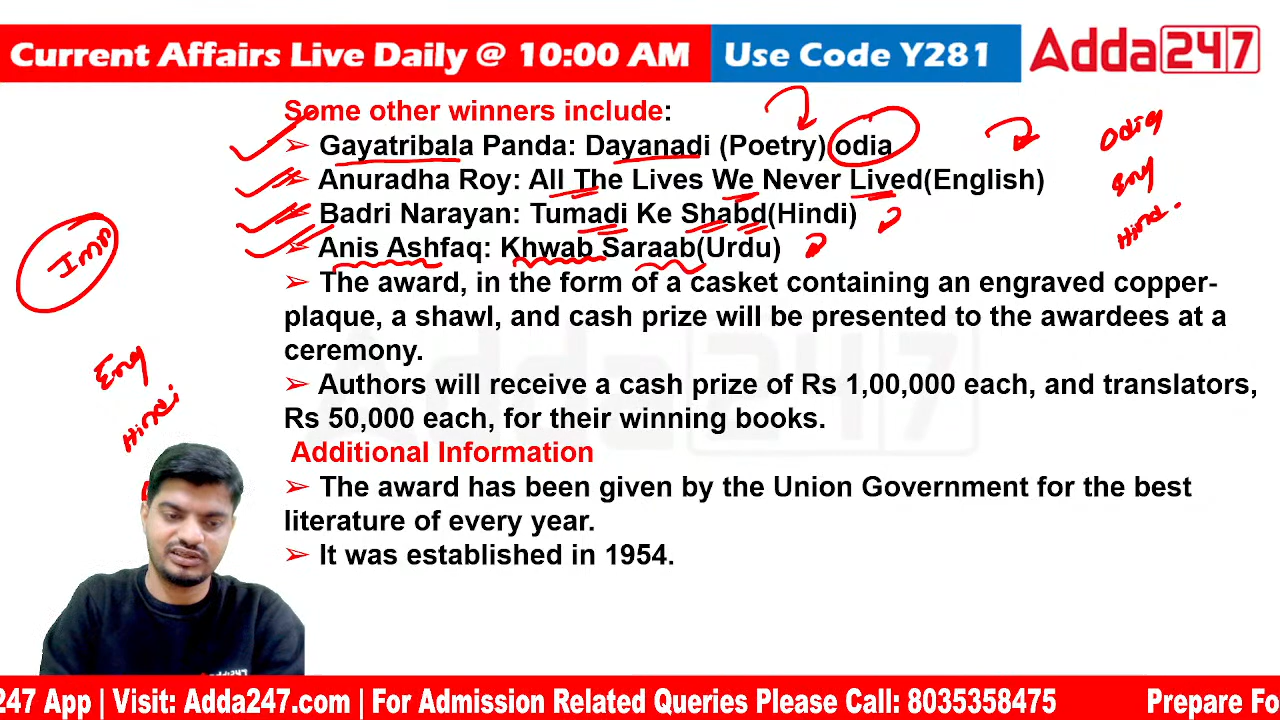 Current Affairs Live Daily @ 10:00 AM Use Code Y281 Adda247
Some other winners include:
➢ Gayatribala Panda: Dayanadi (Poetry) odia
➢ Anuradha Roy: All The Lives We Never Lived(English)
➢ Badri Narayan: Tumadi Ke Shabd(Hindi)
➢ Anis Ashfaq: Khwab Saraab(Urdu)
➢ The award, in the form of a casket containing an engraved copper-
plaque, a shawl, and cash prize will be presented to the awardees at a
ceremony.
➢ Authors will receive a cash prize of Rs 1,00,000 each, and translators,
Rs 50,000 each, for their winning books.
Additional Information
➢ The award has been given by the Union Government for the best
literature of every year.
➢ It was established in 1954.
Odia
Eng
Hindi
Eng
Hindi
247 App | Visit: Adda247.com | For Admission Related Queries Please Call: 8035358475 Prepare Fo